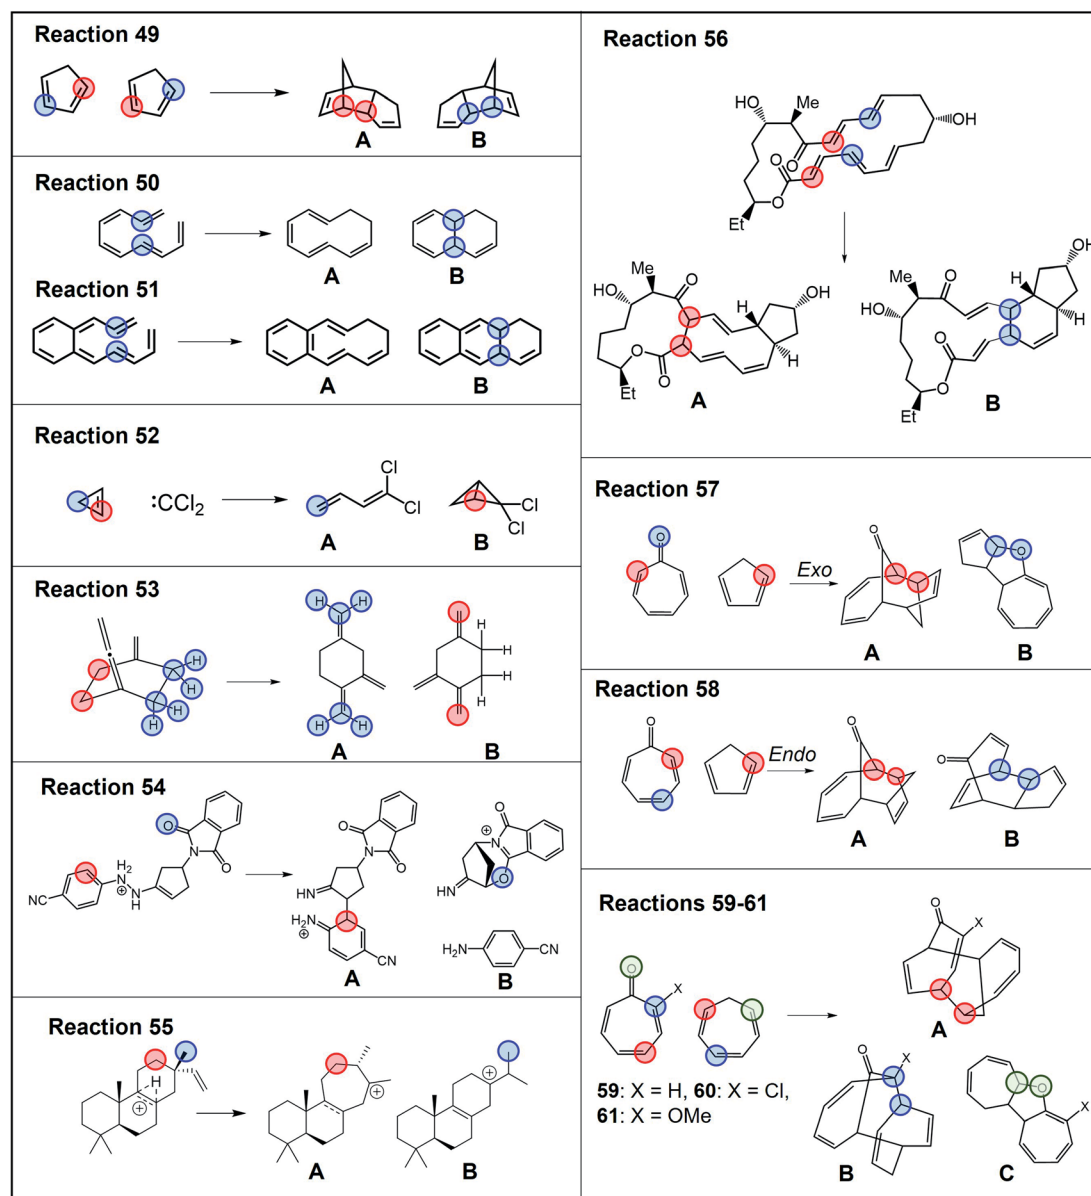 Reaction 49
A
B
Reaction 50
A
B
Reaction 51
A
B
Reaction 52
:CCl2
Cl
Cl
Cl
Cl
A
B
Reaction 53
H
H
H
H
H
H
H
H
H
H
H
H
A
B
Reaction 54
O
N
O
NC
H2
N
N
H
O
N
O
HN
H2N
CN
A
O
N
O
HN
H2N
CN
B
Reaction 55
H
A
B
Reaction 56
HO
Me
O
O
O
Et
OH
HO
Me
O
O
O
Et
H
H
OH
A
HO
Me
O
O
O
Et
H
H
OH
B
Reaction 57
O
Exo
O
A
O
B
Reaction 58
O
Endo
O
A
O
B
Reactions 59-61
O
X
59: X = H, 60: X = Cl,
61: X = OMe
O
X
A
O
X
B
O
X
C